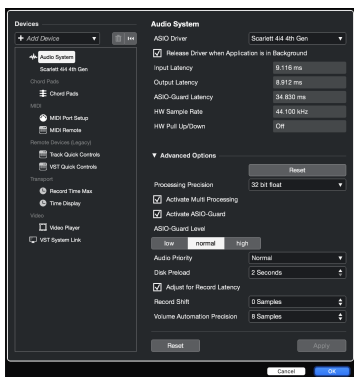 Devices
+ Add Device
Audio System
Scarlett 4i4 4th Gen
Chord Pads
Chord Pads
MIDI
MIDI Port Setup
MIDI Remote
Remote Devices (Legacy)
Track Quick Controls
VST Quick Controls
Transport
Record Time Max
Time Display
Video
Video Player
VST System Link
Audio System
ASIO Driver Scarlett 4i4 4th Gen
Release Driver when Application is in Background
Input Latency 9.116 ms
Output Latency 8.912 ms
ASIO-Guard Latency 34.830 ms
HW Sample Rate 44.100 kHz
HW Pull Up/Down Off
Advanced Options
Reset
Processing Precision 32 bit float
Activate Multi Processing
Activate ASIO-Guard
ASIO-Guard Level
low normal high
Audio Priority Normal
Disk Preload 2 Seconds
Adjust for Record Latency
Record Shift 0 Samples
Volume Automation Precision 8 Samples
Reset Apply
Cancel OK